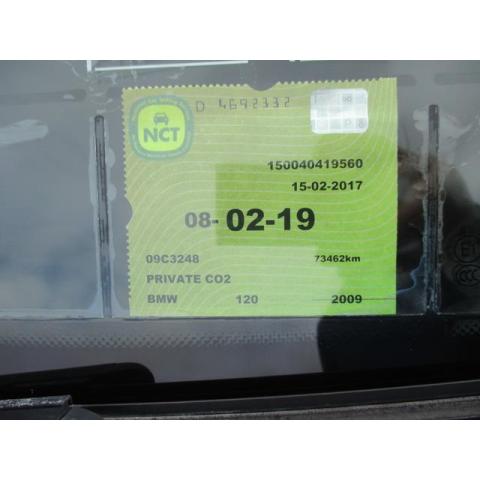 D 4692332
NCT
150040419560
15-02-2017
08-02-19
09C3248 73462km
PRIVATE CO2
BMW 120 2009